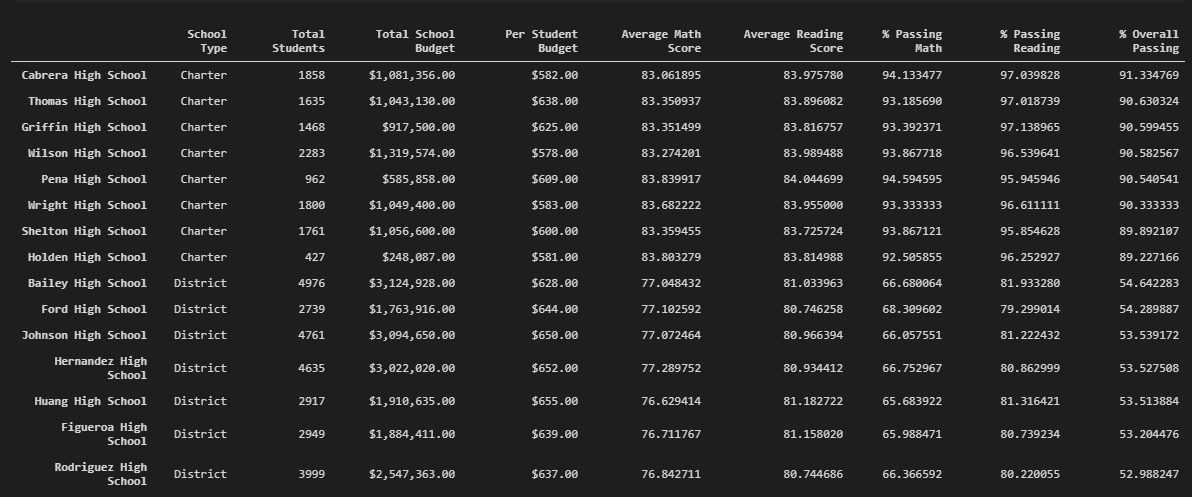 School Type Total Students Total School Budget Per Student Budget Average Math Score Average Reading Score % Passing Math % Passing Reading % Overall Passing
Cabrera High School Charter 1858 $1,081,356.00 $582.00 83.061895 83.975780 94.133477 97.039828 91.334769
Thomas High School Charter 1635 $1,043,130.00 $638.00 83.350937 83.896082 93.185690 97.018739 90.630324
Griffin High School Charter 1468 $917,500.00 $625.00 83.351499 83.816757 93.392371 97.138965 90.599455
Wilson High School Charter 2283 $1,319,574.00 $578.00 83.274201 83.989488 93.867718 96.539641 90.582567
Pena High School Charter 962 $585,858.00 $609.00 83.839917 84.044699 94.594595 95.945946 90.540541
Wright High School Charter 1800 $1,049,400.00 $583.00 83.682222 83.955000 93.333333 96.611111 90.333333
Shelton High School Charter 1761 $1,056,600.00 $600.00 83.359455 83.725724 93.867121 95.854628 89.892107
Holden High School Charter 427 $248,087.00 $581.00 83.803279 83.814988 92.505855 96.252927 89.227166
Bailey High School District 4976 $3,124,928.00 $628.00 77.048432 81.033963 66.680064 81.933280 54.642283
Ford High School District 2739 $1,763,916.00 $644.00 77.102592 80.746258 68.309602 79.299014 54.289887
Johnson High School District 4761 $3,094,650.00 $650.00 77.072464 80.966394 66.057551 81.222432 53.539172
Hernandez High School District 4635 $3,022,020.00 $652.00 77.289752 80.934412 66.752967 80.862999 53.527508
Huang High School District 2917 $1,910,635.00 $655.00 76.629414 81.182722 65.683922 81.316421 53.513884
Figueroa High School District 2949 $1,884,411.00 $639.00 76.711767 81.158020 65.988471 80.739234 53.204476
Rodriguez High School District 3999 $2,547,363.00 $637.00 76.842711 80.744686 66.366592 80.220055 52.988247